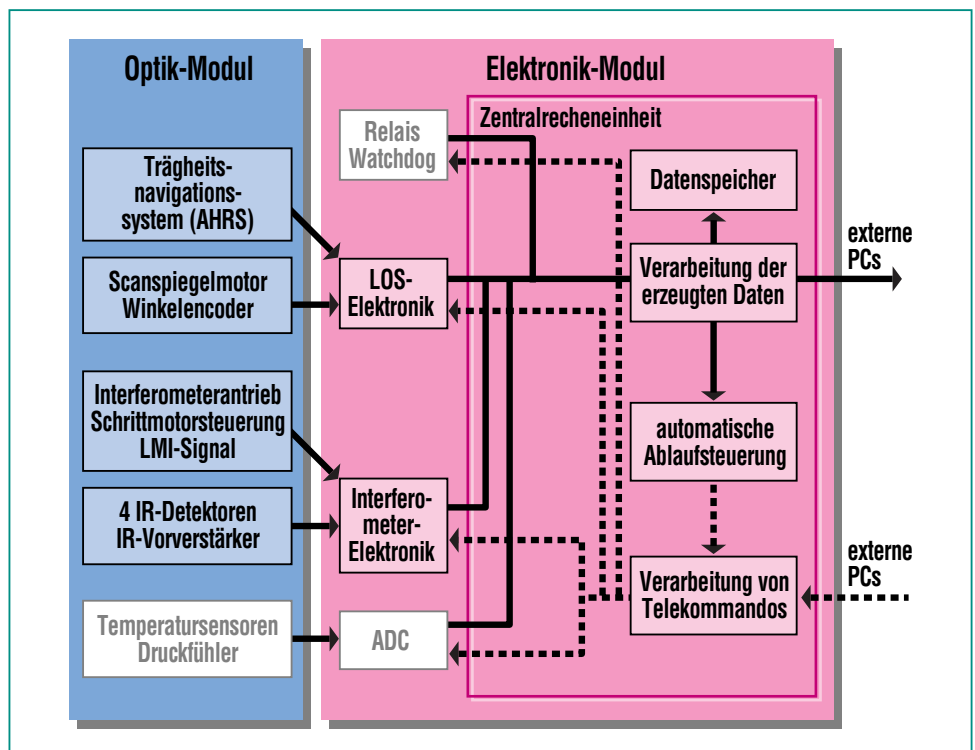 Optik-Modul
Trägheits-
navigations-
system (AHRS)
Scanspiegelmotor
Winkelencoder
Interferometerantrieb
Schrittmotorsteuerung
LMI-Signal
4 IR-Detektoren
IR-Vorverstärker
Temperatursensoren
Druckfühler
Elektronik-Modul
Relais
Watchdog
LOS-
Elektronik
Interfero-
meter-
Elektronik
ADC
Zentralrecheneinheit
Datenspeicher
Verarbeitung der
erzeugten Daten
automatische
Ablaufsteuerung
Verarbeitung von
Telekommandos
externe
PCs
externe
PCs